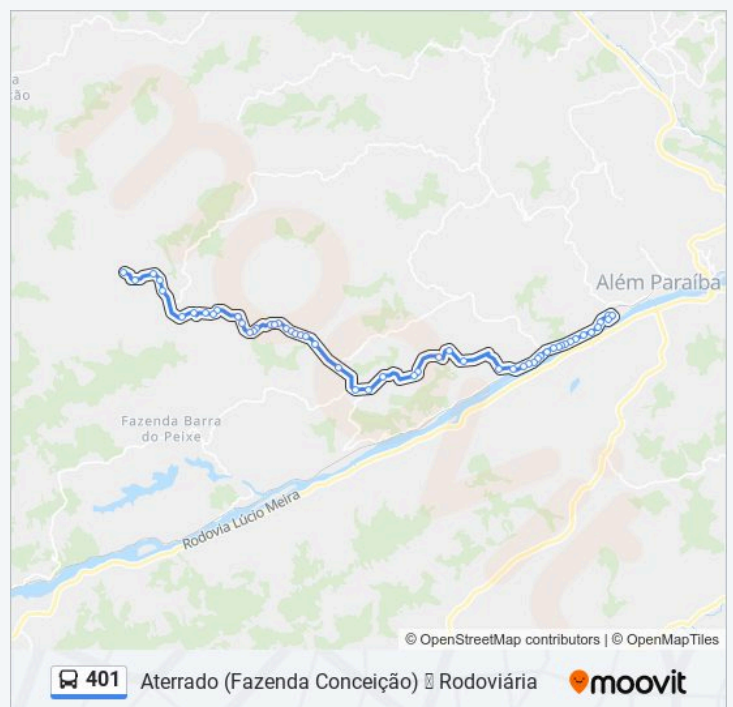 a
ão
Além Paraíba
Fazenda Barra
do Peixe
Rodovia Lúcio Meira
moovit
© OpenStreetMap contributors | © OpenMapTiles
401 Aterrado (Fazenda Conceição) Rodoviária
moovit